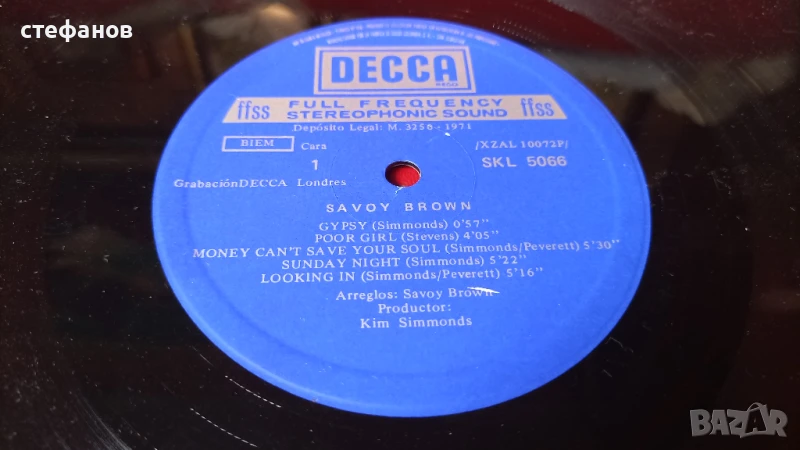 стефанов
DECCA
ffss FULL FREQUENCY STEREOPHONIC SOUND ffss
Depósito Legal: M. 3258 - 1971
BIEM Cara /XZAL 10072P/
1 SKL 5066
GrabaciónDECCA Londres
SAVOY BROWN
GYPSY (Simmonds) 0'57"
POOR GIRL (Stevens) 4'05"
MONEY CAN'T SAVE YOUR SOUL (Simmonds/Peverett) 5'30"
SUNDAY NIGHT (Simmonds) 5'22"
LOOKING IN (Simmonds/Peverett) 5'16"
Arreglos: Savoy Brown
Productor:
Kim Simmonds
BAZAR